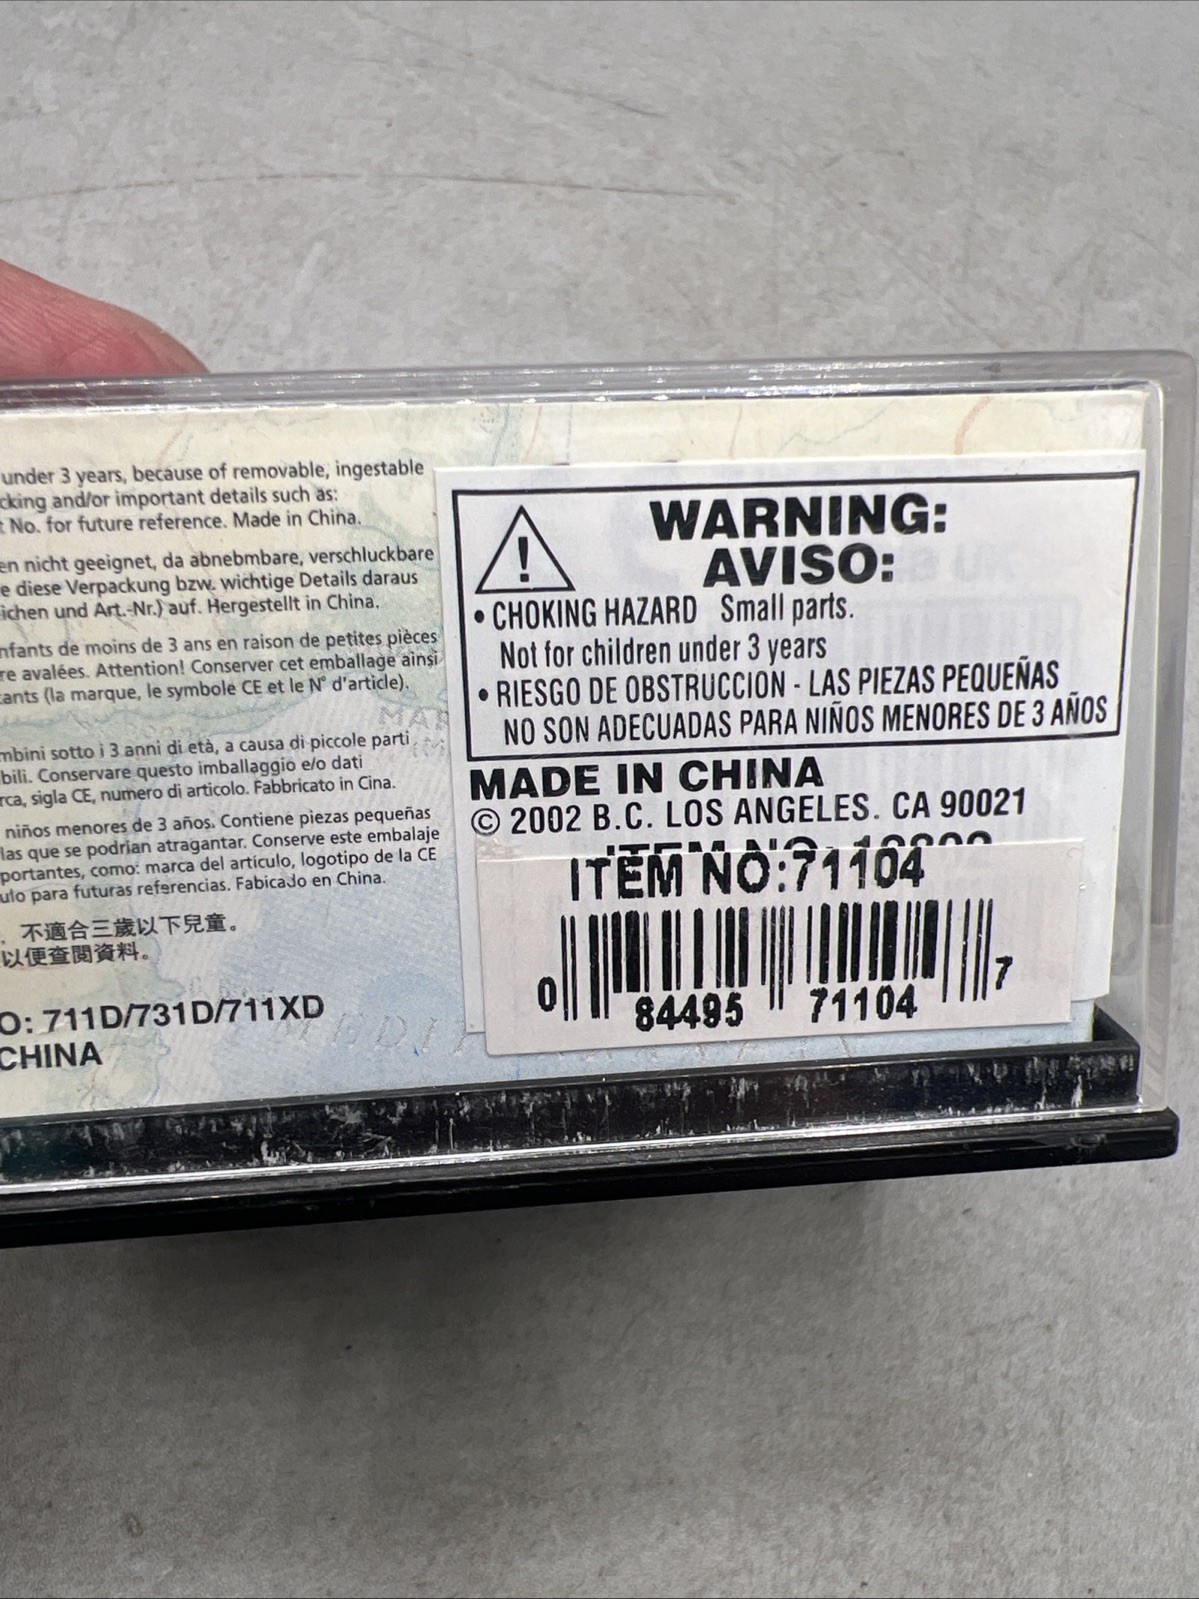 under 3 years, because of removable, ingestable
cking and/or important details such as:
t No. for future reference. Made in China.
en nicht geeignet, da abnebmbare, verschluckbare
e diese Verpackung bzw. wichtige Details daraus
ichen und Art.-Nr.) auf. Hergestellt in China.
nfants de moins de 3 ans en raison de petites pièces
re avalées. Attention! Conserver cet emballage ainsi
tants (la marque, le symbole CE et le N° d'article).
mbini sotto i 3 anni di età, a causa di piccole parti
bili. Conservare questo imballaggio e/o dati
rca, sigla CE, numero di articolo. Fabbricato in Cina.
niños menores de 3 años. Contiene piezas pequeñas
las que se podrían atragantar. Conserve este embalaje
portantes, como: marca del articulo, logotipo de la CE
ulo para futuras referencias. Fabicado en China.
，不適合三歲以下兒童。
以便查閱資料。
O: 711D/731D/711XD
CHINA
WARNING:
AVISO:
• CHOKING HAZARD Small parts.
Not for children under 3 years
• RIESGO DE OBSTRUCCION - LAS PIEZAS PEQUEÑAS
NO SON ADECUADAS PARA NIÑOS MENORES DE 3 AÑOS
MADE IN CHINA
© 2002 B.C. LOS ANGELES. CA 90021
ITEM NO:
ITEM NO:71104
0 84495 71104 7